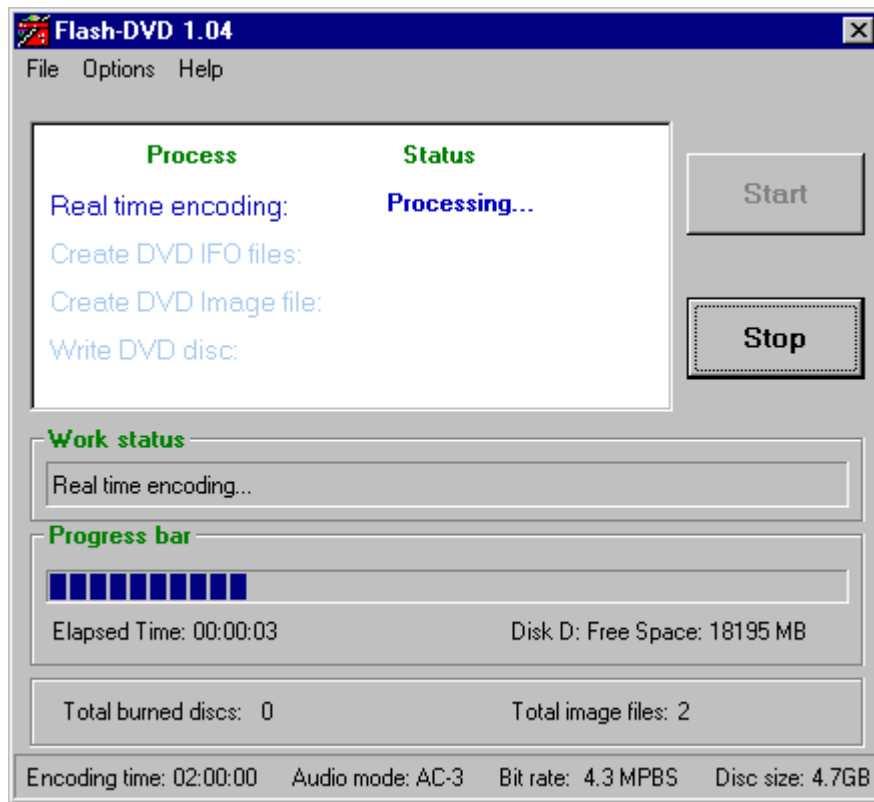 Flash-DVD 1.04
File Options Help
Process Status
Real time encoding: Processing...
Create DVD IFO files:
Create DVD Image file:
Write DVD disc:
Start
Stop
Work status
Real time encoding...
Progress bar
Elapsed Time: 00:00:03 Disk D: Free Space: 18195 MB
Total burned discs: 0 Total image files: 2
Encoding time: 02:00:00 Audio mode: AC-3 Bit rate: 4.3 MPBS Disc size: 4.7GB